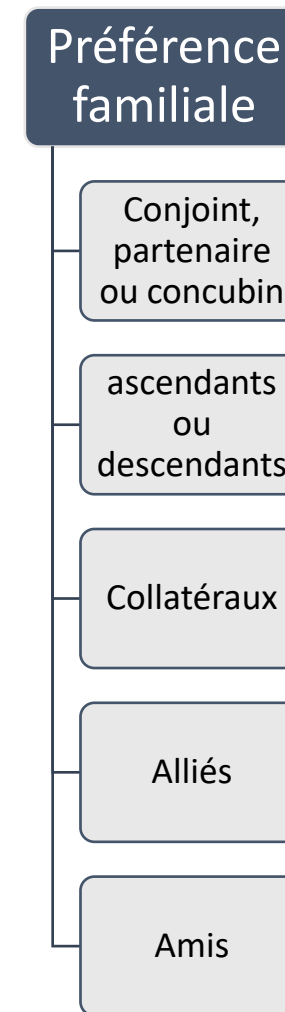 Préférence
familiale
Conjoint,
partenaire
ou concubin
ascendants
ou
descendants
Collatéraux
Alliés
Amis